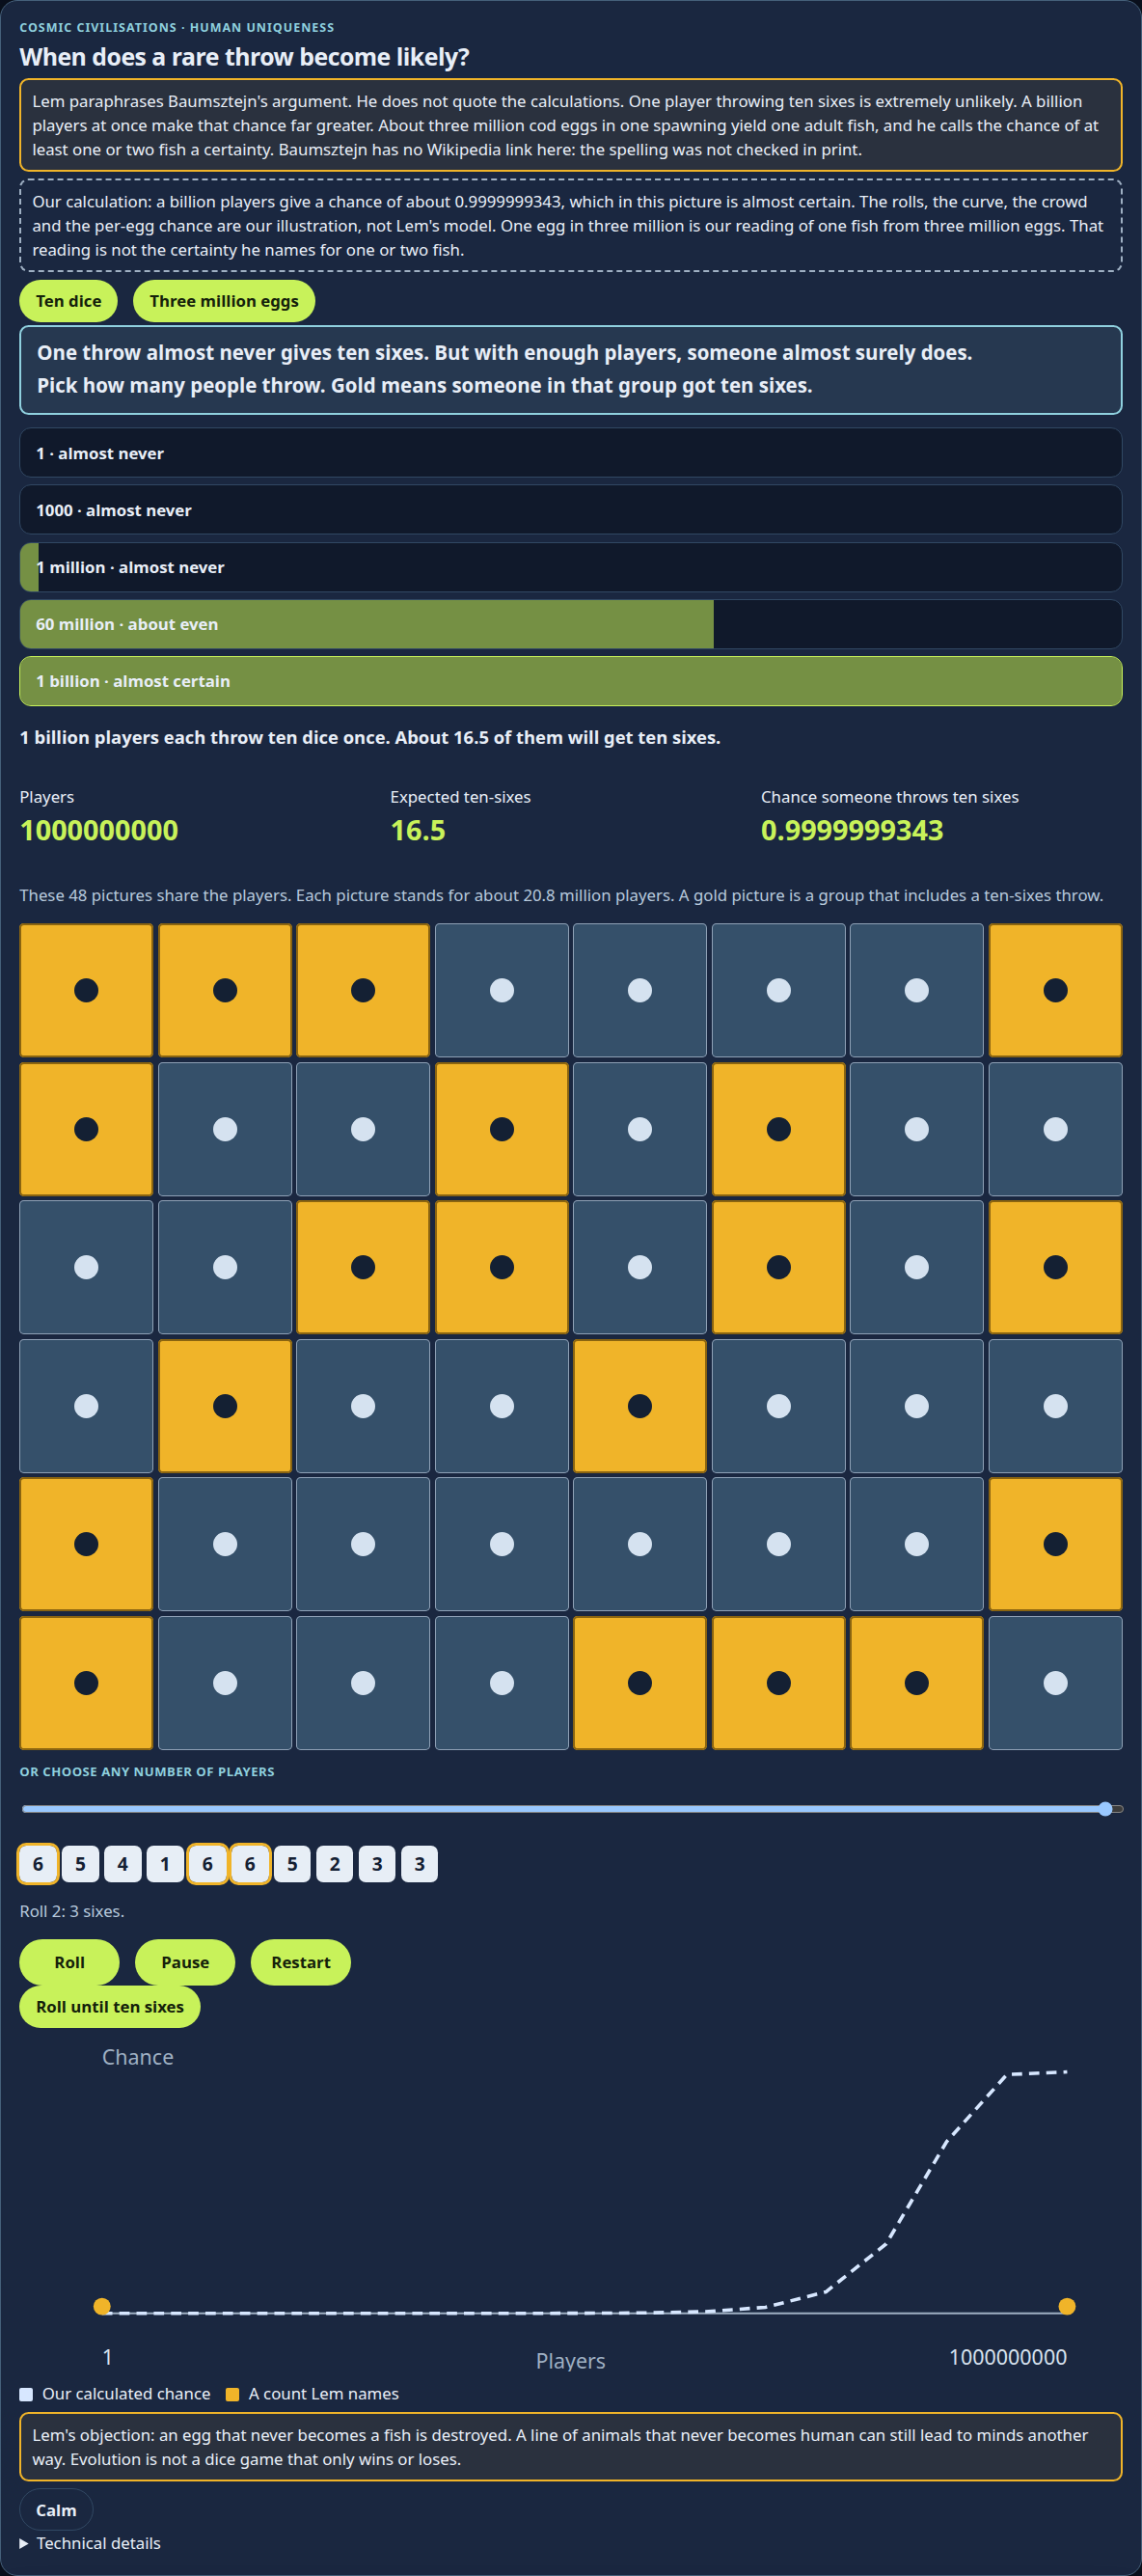 COSMIC CIVILISATIONS · HUMAN UNIQUENESS
When does a rare throw become likely?
Lem paraphrases Baumsztejn's argument. He does not quote the calculations. One player throwing ten sixes is extremely unlikely. A billion
players at once make that chance far greater. About three million cod eggs in one spawning yield one adult fish, and he calls the chance of at
least one or two fish a certainty. Baumsztejn has no Wikipedia link here: the spelling was not checked in print.
Our calculation: a billion players give a chance of about 0.9999999343, which in this picture is almost certain. The rolls, the curve, the crowd
and the per-egg chance are our illustration, not Lem's model. One egg in three million is our reading of one fish from three million eggs. That
reading is not the certainty he names for one or two fish.
Ten dice
Three million eggs
One throw almost never gives ten sixes. But with enough players, someone almost surely does.
Pick how many people throw. Gold means someone in that group got ten sixes.
1 · almost never
1000 · almost never
1 million · almost never
60 million · about even
1 billion · almost certain
1 billion players each throw ten dice once. About 16.5 of them will get ten sixes.
Players
1000000000
Expected ten-sixes
16.5
Chance someone throws ten sixes
0.9999999343
These 48 pictures share the players. Each picture stands for about 20.8 million players. A gold picture is a group that includes a ten-sixes throw.
OR CHOOSE ANY NUMBER OF PLAYERS
6 5 4 1 6 6 5 2 3 3
Roll 2: 3 sixes.
Roll
Pause
Restart
Roll until ten sixes
Chance
1
Players
1000000000
Our calculated chance
A count Lem names
Lem's objection: an egg that never becomes a fish is destroyed. A line of animals that never becomes human can still lead to minds another
way. Evolution is not a dice game that only wins or loses.
Calm
Technical details